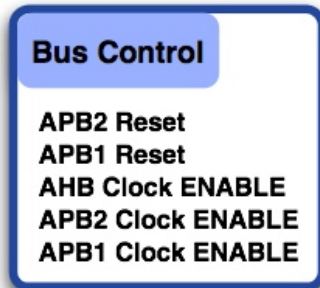 Bus Control
APB2 Reset
APB1 Reset
AHB Clock ENABLE
APB2 Clock ENABLE
APB1 Clock ENABLE